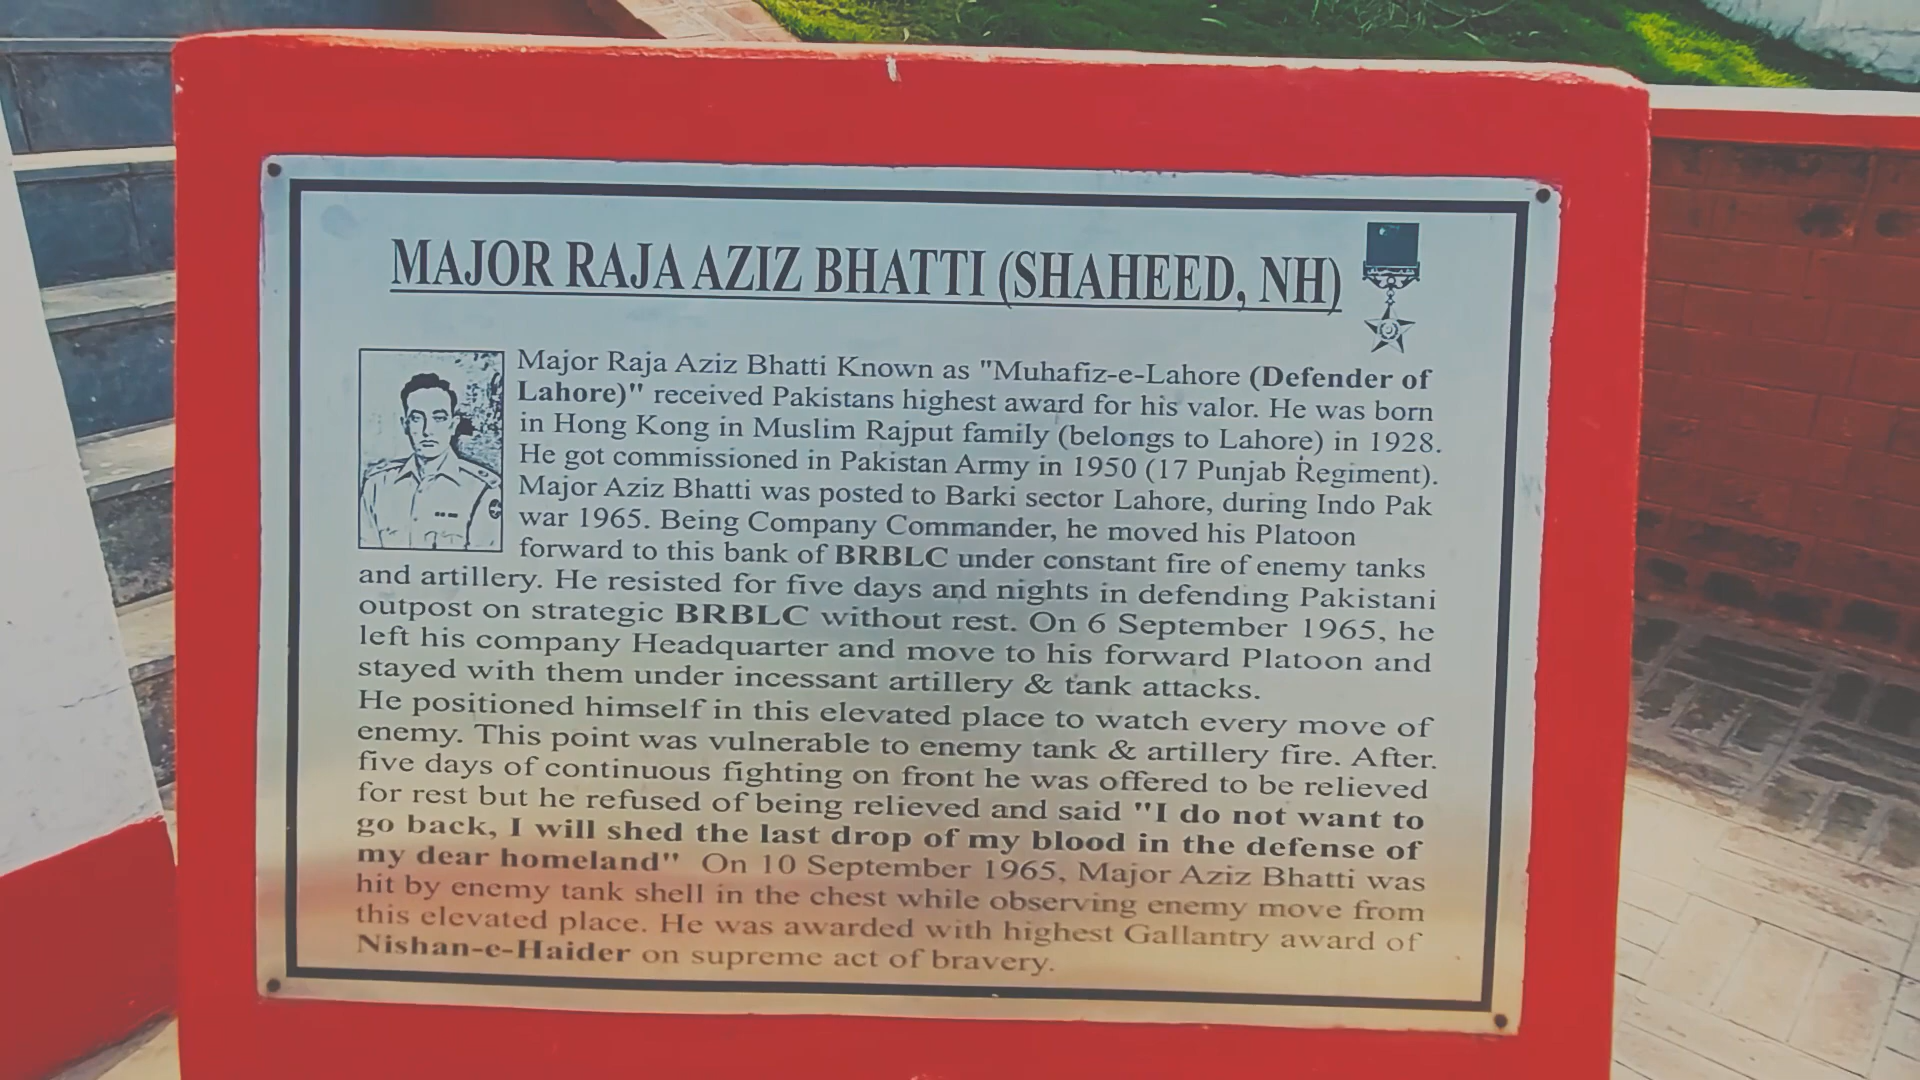 MAJOR RAJA AZIZ BHATTI (SHAHEED, NH)
Major Raja Aziz Bhatti Known as "Muhafiz-e-Lahore (Defender of
Lahore)" received Pakistans highest award for his valor. He was born
in Hong Kong in Muslim Rajput family (belongs to Lahore) in 1928.
He got commissioned in Pakistan Army in 1950 (17 Punjab Regiment).
Major Aziz Bhatti was posted to Barki sector Lahore, during Indo Pak
war 1965. Being Company Commander, he moved his Platoon
forward to this bank of BRBLC under constant fire of enemy tanks
and artillery. He resisted for five days and nights in defending Pakistani
outpost on strategic BRBLC without rest. On 6 September 1965, he
left his company Headquarter and move to his forward Platoon and
stayed with them under incessant artillery & tank attacks.
He positioned himself in this elevated place to watch every move of
enemy. This point was vulnerable to enemy tank & artillery fire. After.
five days of continuous fighting on front he was offered to be relieved
for rest but he refused of being relieved and said "I do not want to
go back, I will shed the last drop of my blood in the defense of
my dear homeland" On 10 September 1965, Major Aziz Bhatti was
hit by enemy tank shell in the chest while observing enemy move from
this elevated place. He was awarded with highest Gallantry award of
Nishan-e-Haider on supreme act of bravery.